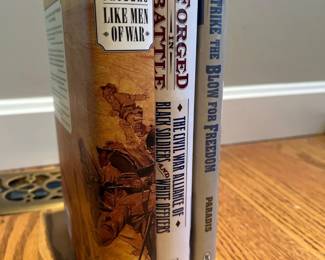 LIKE MEN
OF WAR
FORGED
IN
BATTLE
THE CIVIL WAR ALLIANCE OF
BLACK SOLDIERS AND WHITE OFFICERS
STRIKE THE BLOW FOR FREEDOM
PARADIS